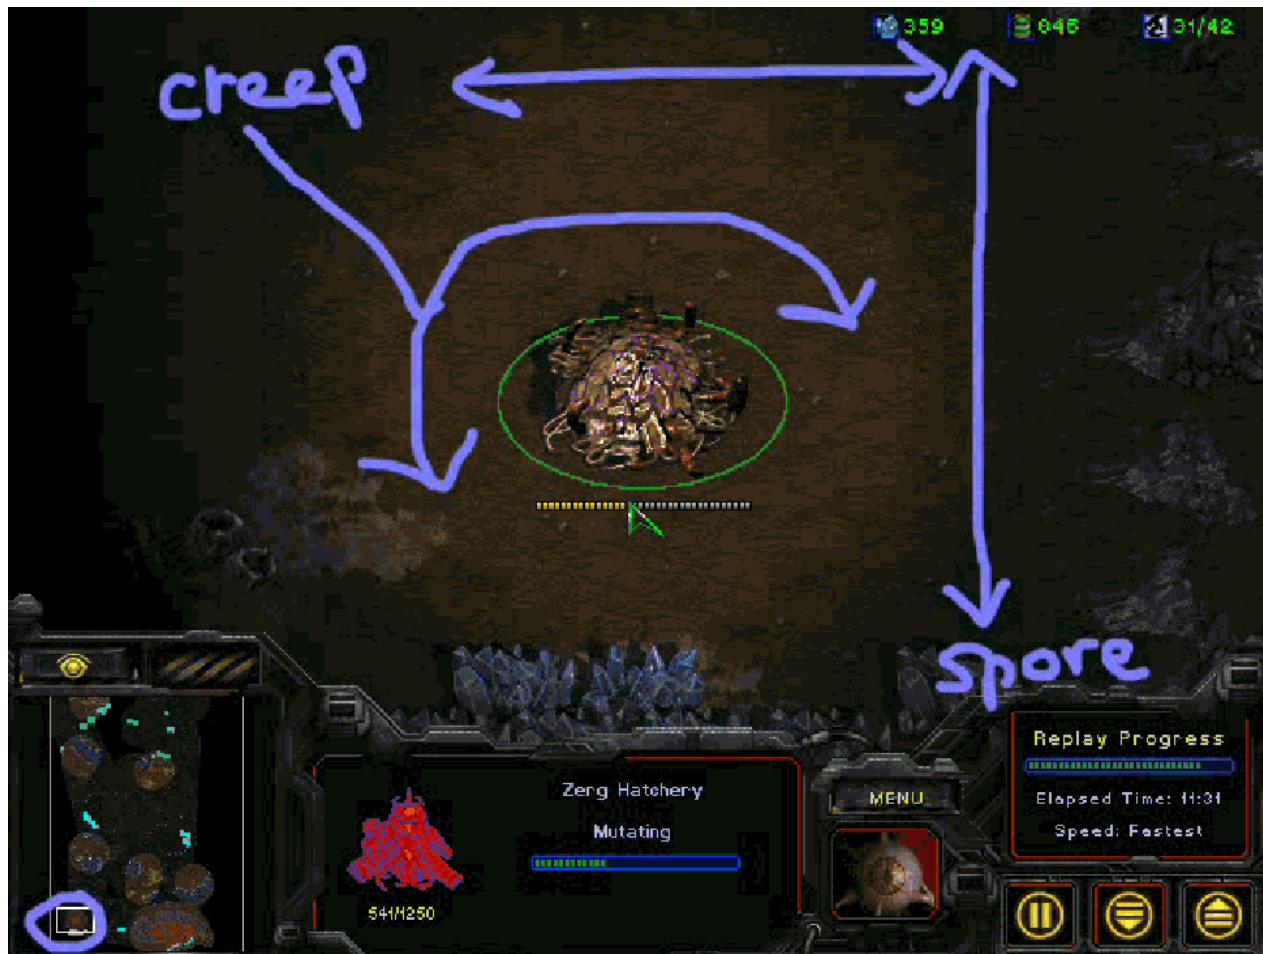 359 846 31/42
creep
spore
Replay Progress
Elapsed Time: 11:31
Speed: Fastest
Zerg Hatchery
Mutating
541/1250
MENU